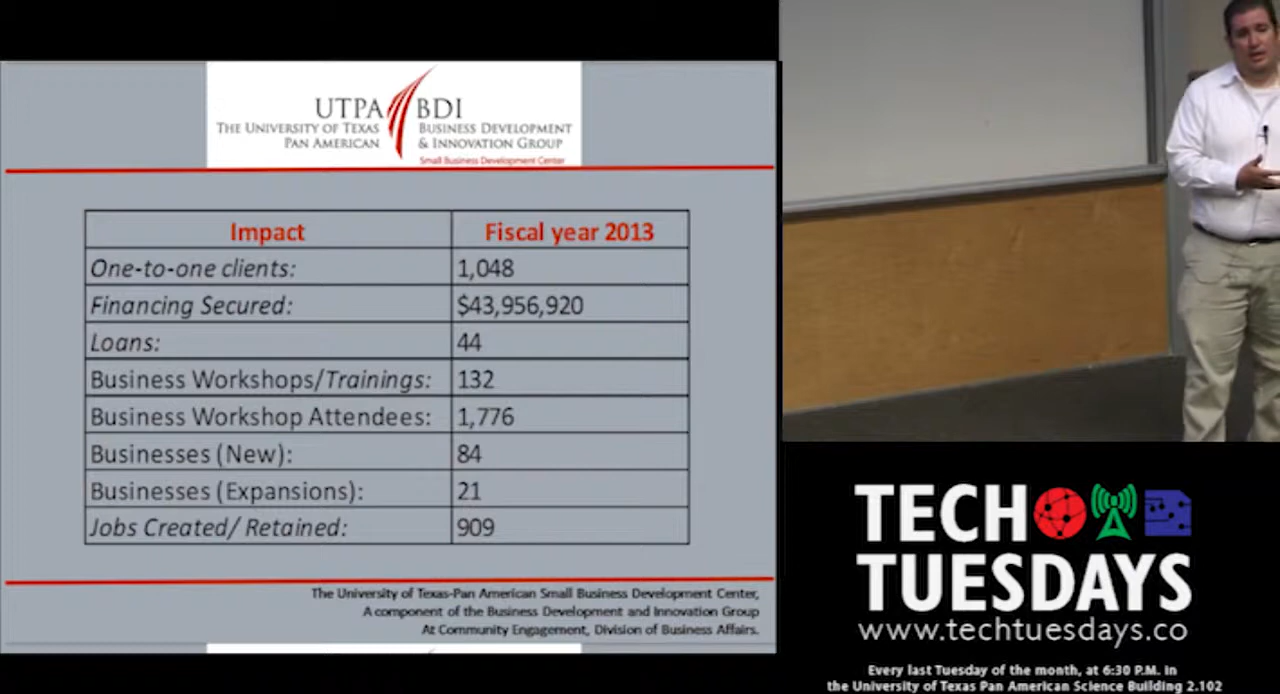 UTPA BDI
THE UNIVERSITY OF TEXAS BUSINESS DEVELOPMENT
PAN AMERICAN & INNOVATION GROUP
Small Business Development Center
Impact Fiscal year 2013
One-to-one clients: 1,048
Financing Secured: $43,956,920
Loans: 44
Business Workshops/Trainings: 132
Business Workshop Attendees: 1,776
Businesses (New): 84
Businesses (Expansions): 21
Jobs Created/ Retained: 909
The University of Texas-Pan American Small Business Development Center,
A component of the Business Development and Innovation Group
At Community Engagement, Division of Business Affairs.
TECH
TUESDAYS
www.techtuesdays.co
Every last Tuesday of the month, at 6:30 P.M. in
the University of Texas Pan American Science Building 2.102